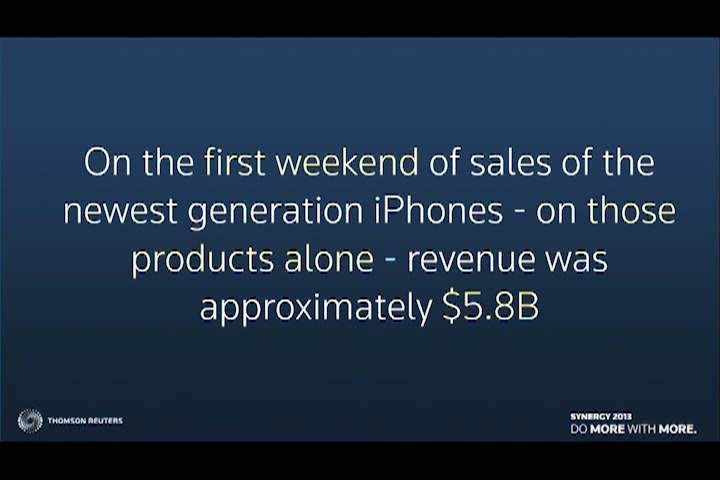 On the first weekend of sales of the
newest generation iPhones - on those
products alone - revenue was
approximately $5.8B
THOMSON REUTERS
SYNERGY 2013
DO MORE WITH MORE.